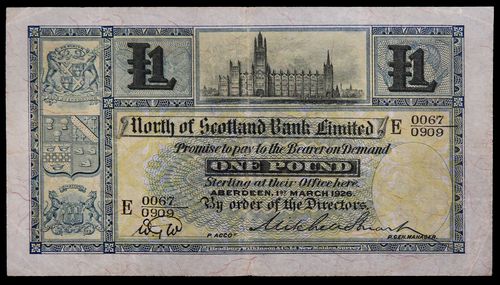 £1 £1
North of Scotland Bank Limited.
E 0067
0909
Promise to pay to the Bearer on Demand
ONE POUND
Sterling at their Office here.
ABERDEEN, 1ST MARCH 1926.
E 0067
0909
By order of the Directors.
P. ACCOT
P. GEN. MANAGER.
Bradbury Wilkinson & Co. Ld New Malden, Surrey